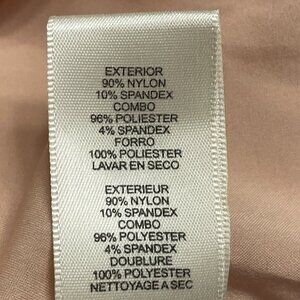 EXTERIOR
90% NYLON
10% SPANDEX
COMBO
96% POLIESTER
4% SPANDEX
FORRO
100% POLIESTER
LAVAR EN SECO
EXTERIEUR
90% NYLON
10% SPANDEX
COMBO
96% POLYESTER
4% SPANDEX
DOUBLURE
100% POLYESTER
NETTOYAGE A SEC